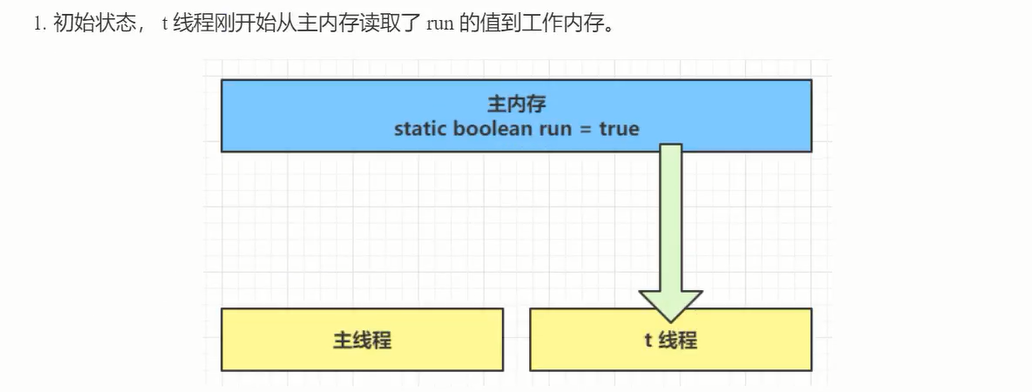 1. 初始状态， t 线程刚开始从主内存读取了 run 的值到工作内存。
主内存
static boolean run = true
主线程
t 线程